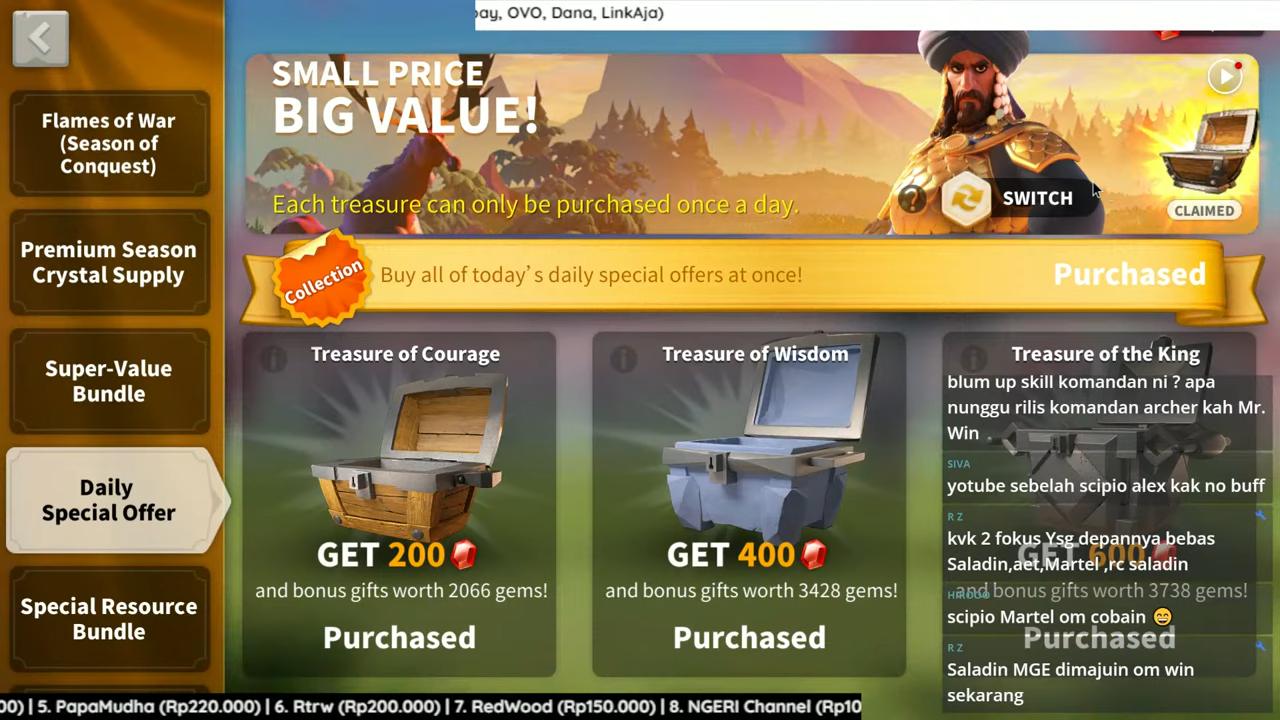 ay, OVO, Dana, LinkAja)
SMALL PRICE
BIG VALUE!
Each treasure can only be purchased once a day.
?
SWITCH
CLAIMED
Flames of War
(Season of
Conquest)
Premium Season
Crystal Supply
Super-Value
Bundle
Daily
Special Offer
Special Resource
Bundle
Collection
Buy all of today's daily special offers at once!
Purchased
Treasure of Courage
GET 200
and bonus gifts worth 2066 gems!
Purchased
Treasure of Wisdom
GET 400
and bonus gifts worth 3428 gems!
Purchased
Treasure of the King
GET 600
and bonus gifts worth 3738 gems!
Purchased
blum up skill komandan ni ? apa
nunggu rilis komandan archer kah Mr.
Win
SIVA
yotube sebelah scipio alex kak no buff
R Z
kvk 2 fokus Ysg depannya bebas
Saladin,aet,Martel ,rc saladin
scipio Martel om cobain 😄
R Z
Saladin MGE dimajuin om win
sekarang
00) | 5. PapaMudha (Rp220.000) | 6. Rtrw (Rp200.000) | 7. RedWood (Rp150.000) | 8. NGERI Channel (Rp10